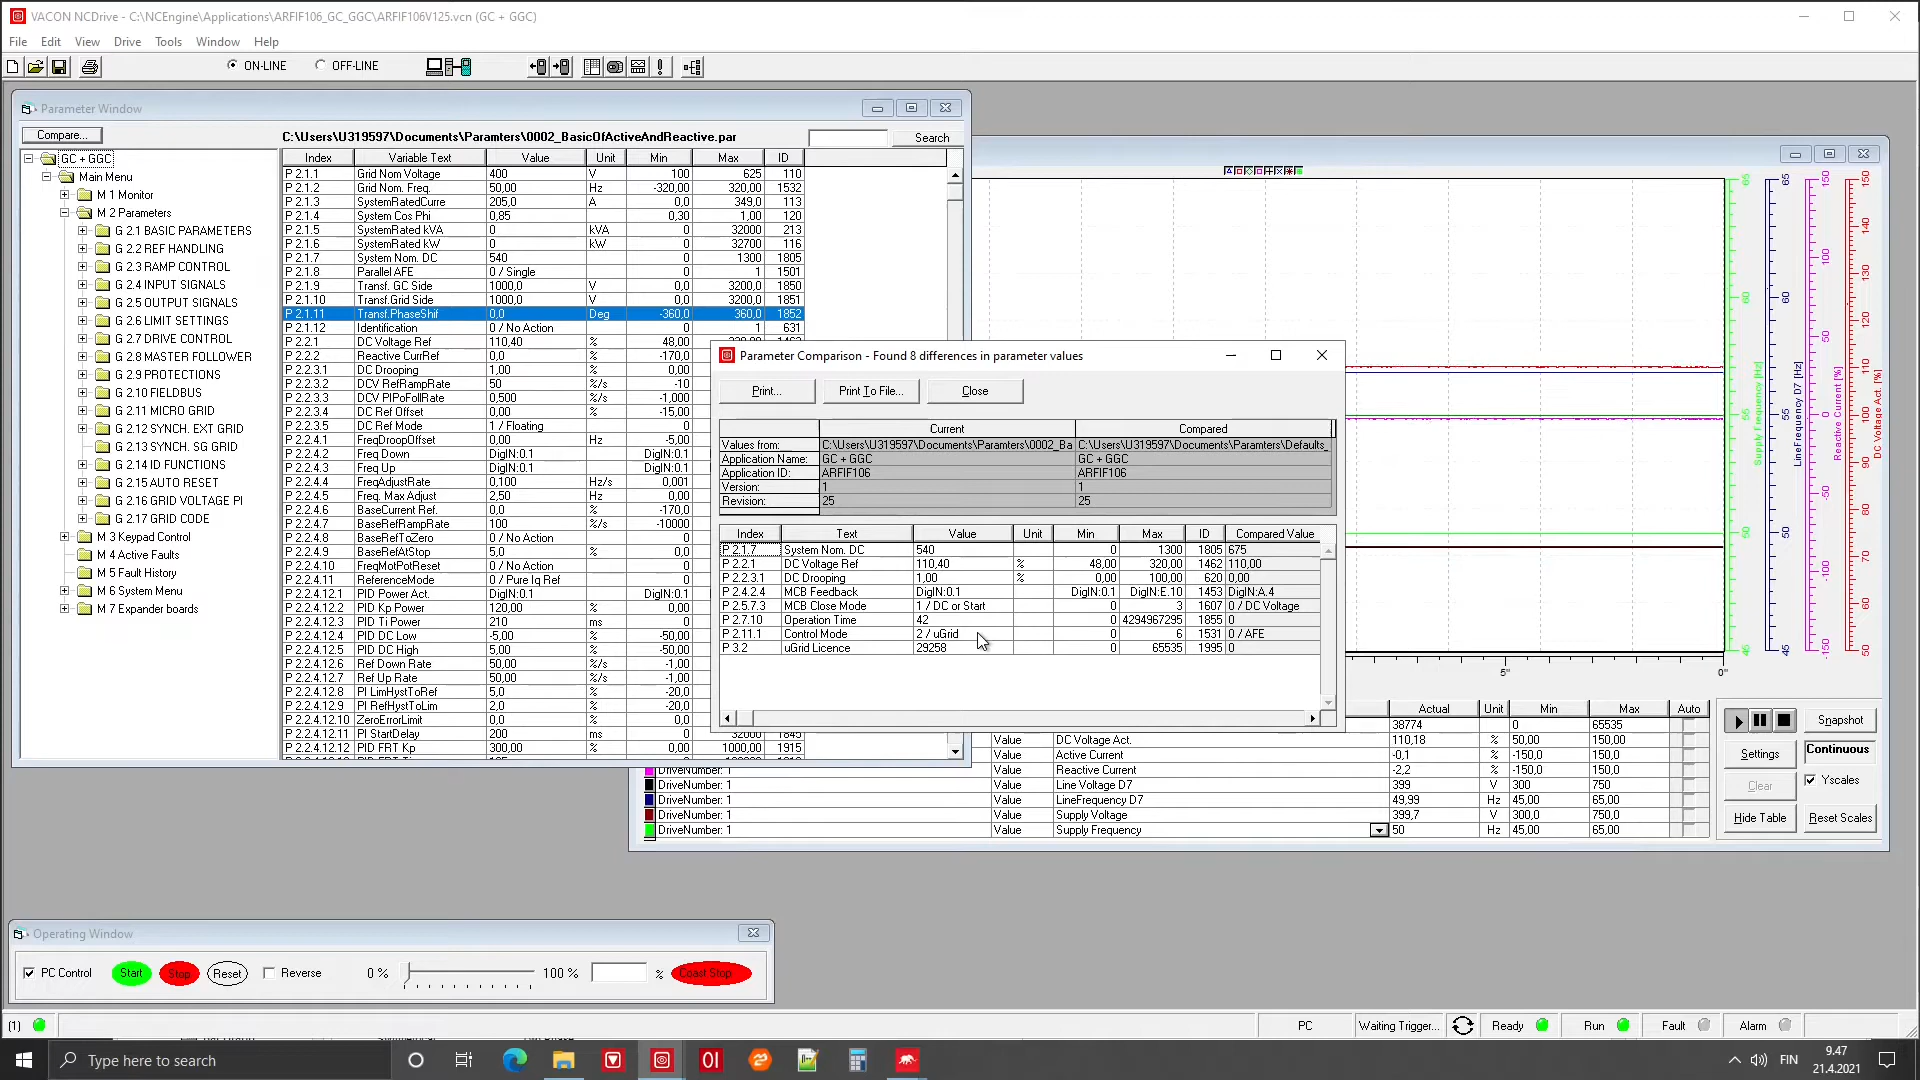 VACON NCDrive - C:\NCEngine\Applications\ARFIF106_GC_GGC\ARFIF106V125.vcn (GC + GGC)
File Edit View Drive Tools Window Help
ON-LINE OFF-LINE
Parameter Window
Compare... C:\Users\U319597\Documents\Paramters\0002_BasicOfActiveAndReactive.par Search
GC + GGC
Main Menu
M 1 Monitor
M 2 Parameters
G 2.1 BASIC PARAMETERS
G 2.2 REF HANDLING
G 2.3 RAMP CONTROL
G 2.4 INPUT SIGNALS
G 2.5 OUTPUT SIGNALS
G 2.6 LIMIT SETTINGS
G 2.7 DRIVE CONTROL
G 2.8 MASTER FOLLOWER
G 2.9 PROTECTIONS
G 2.10 FIELDBUS
G 2.11 MICRO GRID
G 2.12 SYNCH. EXT GRID
G 2.13 SYNCH. SG GRID
G 2.14 ID FUNCTIONS
G 2.15 AUTO RESET
G 2.16 GRID VOLTAGE PI
G 2.17 GRID CODE
M 3 Keypad Control
M 4 Active Faults
M 5 Fault History
M 6 System Menu
M 7 Expander boards
Index Variable Text Value Unit Min Max ID
P 2.1.1 Grid Nom Voltage 400 V 100 625 110
P 2.1.2 Grid Nom. Freq. 50,00 Hz -320,00 320,00 1532
P 2.1.3 SystemRatedCurre 205,0 A 0,0 349,0 113
P 2.1.4 System Cos Phi 0,85 0,30 1,00 120
P 2.1.5 SystemRated kVA 0 kVA 0 32000 213
P 2.1.6 SystemRated kW 0 kW 0 32700 116
P 2.1.7 System Nom. DC 540 0 1300 1805
P 2.1.8 Parallel AFE 0 / Single 0 1 1501
P 2.1.9 Transf. GC Side 1000,0 V 0,0 3200,0 1850
P 2.1.10 Transf.Grid Side 1000,0 V 0,0 3200,0 1851
P 2.1.11 Transf.PhaseShif 0,0 Deg -360,0 360,0 1852
P 2.1.12 Identification 0 / No Action 0 1 631
P 2.2.1 DC Voltage Ref 110,40 % 48,00
P 2.2.2 Reactive CurrRef 0,0 % -170,0
P 2.2.3.1 DC Drooping 1,00 % 0,00
P 2.2.3.2 DCV RefRampRate 50 %/s -10
P 2.2.3.3 DCV PIPoFollRate 0,500 %/s -1,000
P 2.2.3.4 DC Ref Offset 0,00 % -15,00
P 2.2.3.5 DC Ref Mode 1 / Floating 0
P 2.2.4.1 FreqDroopOffset 0,00 Hz -5,00
P 2.2.4.2 Freq Down DigIN:0.1 DigIN:0.1
P 2.2.4.3 Freq Up DigIN:0.1 DigIN:0.1
P 2.2.4.4 FreqAdjustRate 0,100 Hz/s 0,001
P 2.2.4.5 Freq. Max Adjust 2,50 Hz 0,00
P 2.2.4.6 BaseCurrent Ref. 0,0 % -170,0
P 2.2.4.7 BaseRefRampRate 100 %/s -10000
P 2.2.4.8 BaseRefToZero 0 / No Action 0
P 2.2.4.9 BaseRefAtStop 5,0 % 0,0
P 2.2.4.10 FreqMotPotReset 0 / No Action 0
P 2.2.4.11 ReferenceMode 0 / Pure Iq Ref 0
P 2.2.4.12.1 PID Power Act. DigIN:0.1 DigIN:0.1
P 2.2.4.12.2 PID Kp Power 120,00 % 0,00
P 2.2.4.12.3 PID Ti Power 210 ms 0
P 2.2.4.12.4 PID DC Low -5,00 % -50,00
P 2.2.4.12.5 PID DC High 5,00 % -50,00
P 2.2.4.12.6 Ref Down Rate 50,00 %/s -1,00
P 2.2.4.12.7 Ref Up Rate 50,00 %/s -1,00
P 2.2.4.12.8 PI LimHystToRef 5,0 % -20,0
P 2.2.4.12.9 PI RefHystToLim 2,0 % -20,0
P 2.2.4.12.10 ZeroErrorLimit 0,0 % 0,0
P 2.2.4.12.11 PI StartDelay 200 ms 0 32000
P 2.2.4.12.12 PID FRT Kp 300,00 % 0,00 1000,00 1915
Parameter Comparison - Found 8 differences in parameter values
Print... Print To File... Close
Current Compared
Values from: C:\Users\U319597\Documents\Paramters\0002_Ba C:\Users\U319597\Documents\Paramters\Defaults_
Application Name: GC + GGC GC + GGC
Application ID: ARFIF106 ARFIF106
Version: 1 1
Revision: 25 25
Index Text Value Unit Min Max ID Compared Value
P 2.1.7 System Nom. DC 540 0 1300 1805 675
P 2.2.1 DC Voltage Ref 110,40 % 48,00 320,00 1462 110,00
P 2.2.3.1 DC Drooping 1,00 % 0,00 100,00 620 0,00
P 2.4.2.4 MCB Feedback DigIN:0.1 DigIN:0.1 DigIN:E.10 1453 DigIN:A.4
P 2.5.7.3 MCB Close Mode 1 / DC or Start 0 3 1607 0 / DC Voltage
P 2.7.10 Operation Time 42 0 4294967295 1855 0
P 2.11.1 Control Mode 2 / uGrid 0 6 1531 0 / AFE
P 3.2 uGrid Licence 29258 0 65535 1995 0
65 60 55 50 45
Supply Frequency [Hz]
65 60 55 50 45
LineFrequency D7 [Hz]
150 100 50 0 -50 -100 -150
Reactive Current [%]
150 140 130 120 110 100 90 80 70 60 50
DC Voltage Act. [%]
5" 0"
Actual Unit Min Max Auto
38774 0 65535
Value DC Voltage Act. 110,18 % 50,00 150,00
Value Active Current -0,1 % -150,0 150,0
DriveNumber: 1 Value Reactive Current -2,2 % -150,0 150,0
DriveNumber: 1 Value Line Voltage D7 399 V 300 750
DriveNumber: 1 Value LineFrequency D7 49,99 Hz 45,00 65,00
DriveNumber: 1 Value Supply Voltage 399,7 V 300,0 750,0
DriveNumber: 1 Value Supply Frequency 50 Hz 45,00 65,00
Snapshot
Settings Continuous
Clear Yscales
Hide Table Reset Scales
Operating Window
PC Control Start Stop Reset Reverse 0 % 100 % % Coast Stop
(1) PC Waiting Trigger... Ready Run Fault Alarm
Type here to search
FIN
9.47
21.4.2021